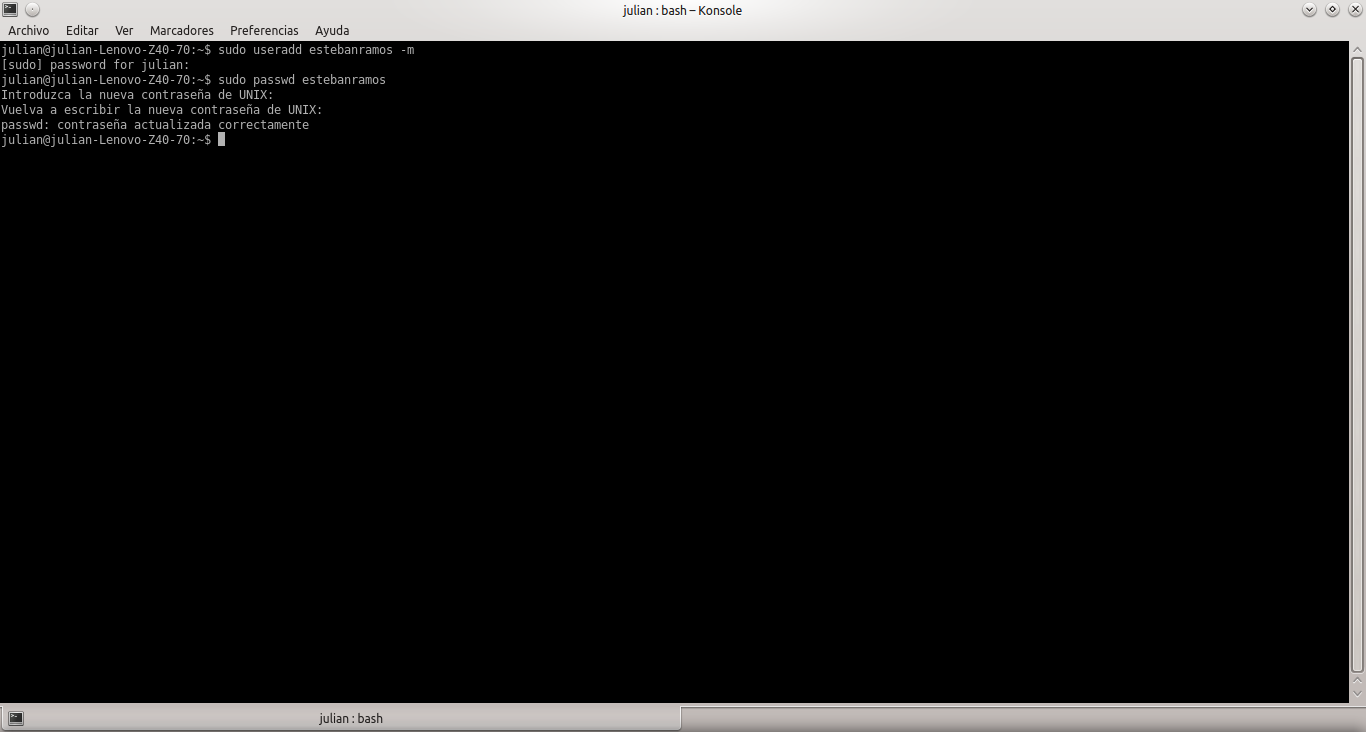 julian : bash – Konsole
Archivo Editar Ver Marcadores Preferencias Ayuda
julian@julian-Lenovo-Z40-70:~$ sudo useradd estebanramos -m
[sudo] password for julian:
julian@julian-Lenovo-Z40-70:~$ sudo passwd estebanramos
Introduzca la nueva contraseña de UNIX:
Vuelva a escribir la nueva contraseña de UNIX:
passwd: contraseña actualizada correctamente
julian@julian-Lenovo-Z40-70:~$
julian : bash